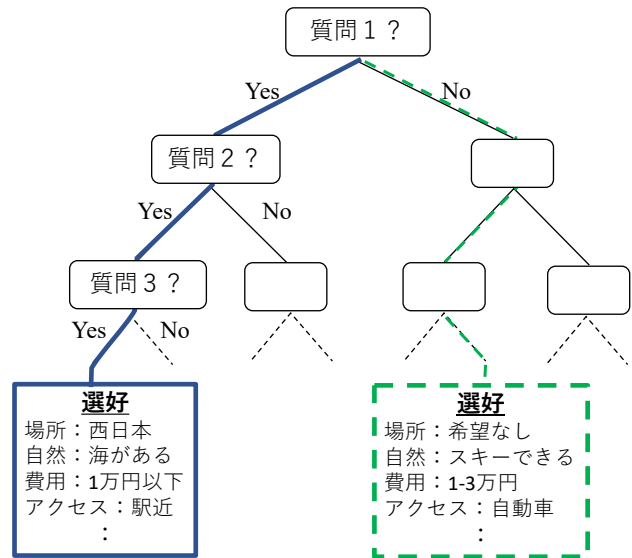 質問１？
Yes
No
質問２？
Yes
No
質問３？
Yes
No
選好
場所：西日本
自然：海がある
費用：1万円以下
アクセス：駅近
：
選好
場所：希望なし
自然：スキーできる
費用：1-3万円
アクセス：自動車
：